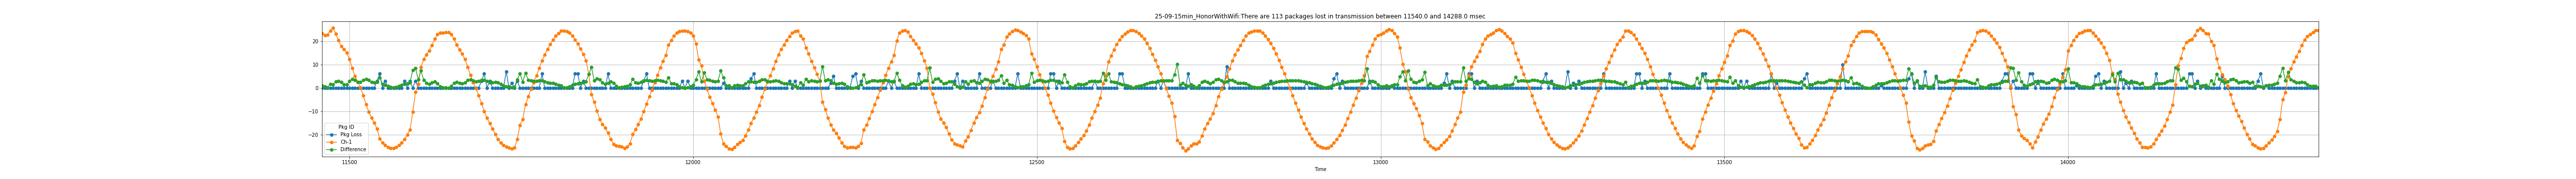 25-09-15min_HonorWithWifi:There are 113 packages lost in transmission between 11540.0 and 14288.0 msec
20
10
0
−10
−20
Pkg ID
Pkg Loss
Ch-1
Difference
11500 12000 12500 13000 13500 14000
Time